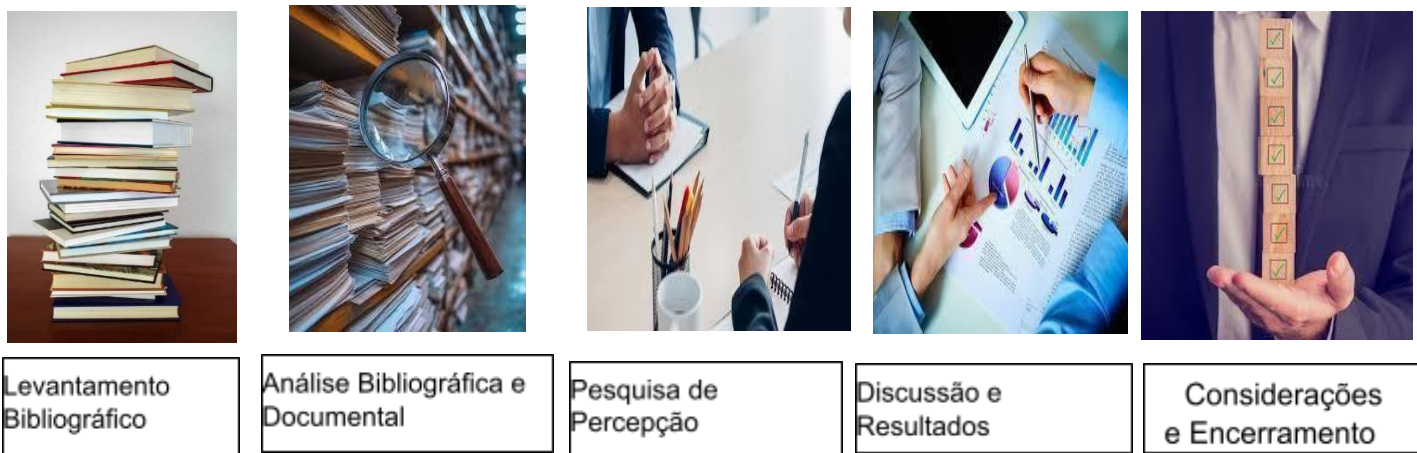 Levantamento
Bibliográfico
Análise Bibliográfica e
Documental
Pesquisa de
Percepção
Discussão e
Resultados
Considerações
e Encerramento